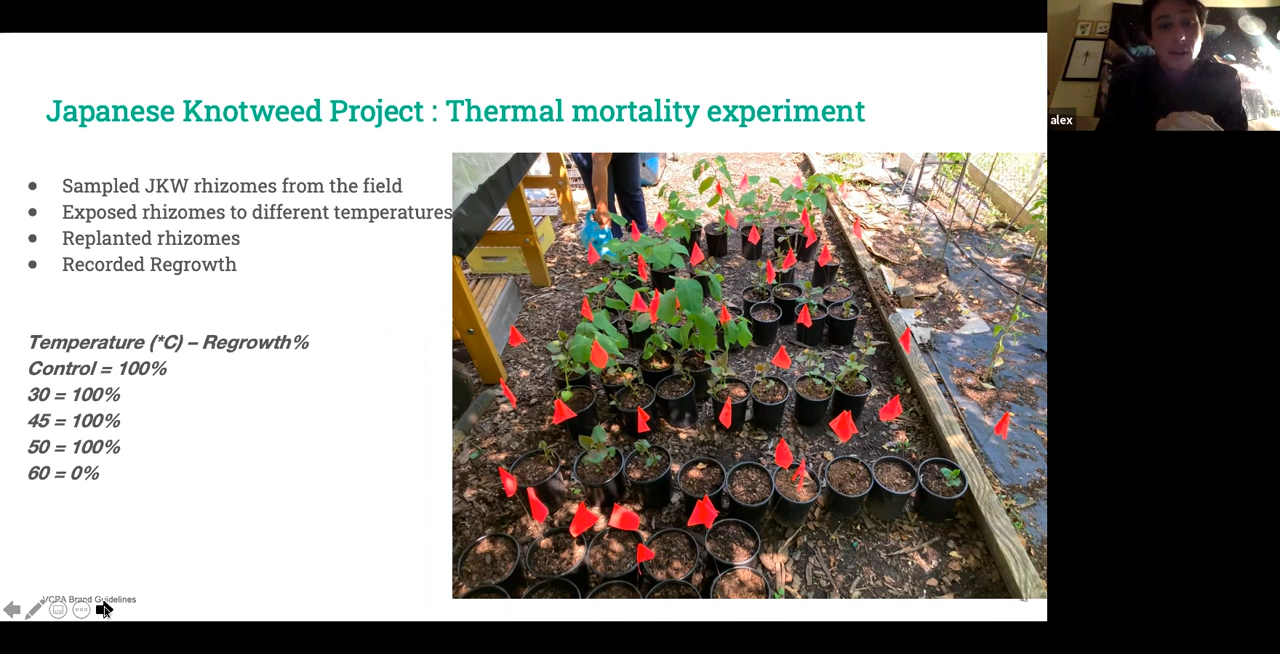 Japanese Knotweed Project : Thermal mortality experiment
● Sampled JKW rhizomes from the field
● Exposed rhizomes to different temperatures
● Replanted rhizomes
● Recorded Regrowth
Temperature (*C) – Regrowth%
Control = 100%
30 = 100%
45 = 100%
50 = 100%
60 = 0%
VCPA Brand Guidelines
43
alex